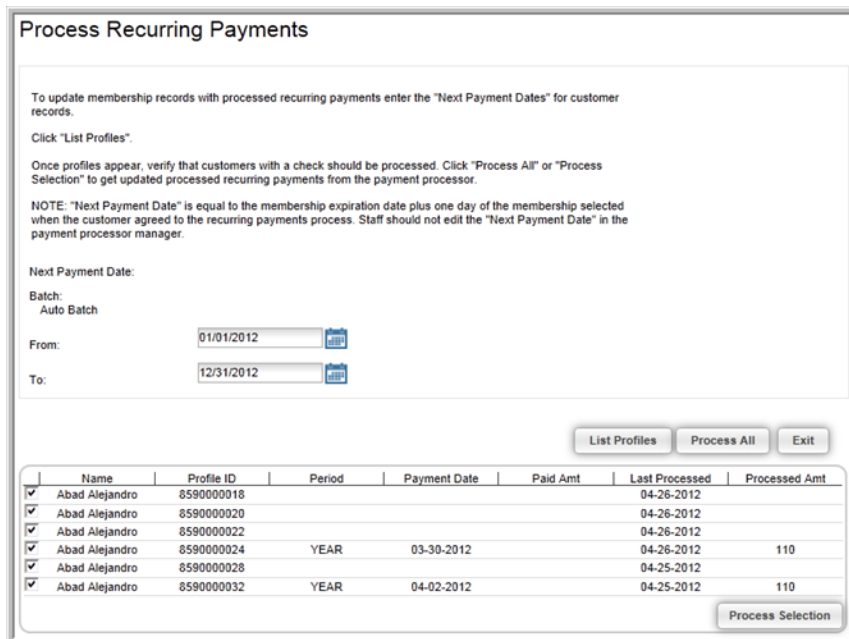 Process Recurring Payments
To update membership records with processed recurring payments enter the "Next Payment Dates" for customer
records.
Click "List Profiles".
Once profiles appear, verify that customers with a check should be processed. Click "Process All" or "Process
Selection" to get updated processed recurring payments from the payment processor.
NOTE: "Next Payment Date" is equal to the membership expiration date plus one day of the membership selected
when the customer agreed to the recurring payments process. Staff should not edit the "Next Payment Date" in the
payment processor manager.
Next Payment Date:
Batch:
Auto Batch
From: 01/01/2012
To: 12/31/2012
List Profiles Process All Exit
Name Profile ID Period Payment Date Paid Amt Last Processed Processed Amt
Abad Alejandro 8590000018 04-26-2012
Abad Alejandro 8590000020 04-26-2012
Abad Alejandro 8590000022 04-26-2012
Abad Alejandro 8590000024 YEAR 03-30-2012 04-26-2012 110
Abad Alejandro 8590000028 04-25-2012
Abad Alejandro 8590000032 YEAR 04-02-2012 04-25-2012 110
Process Selection